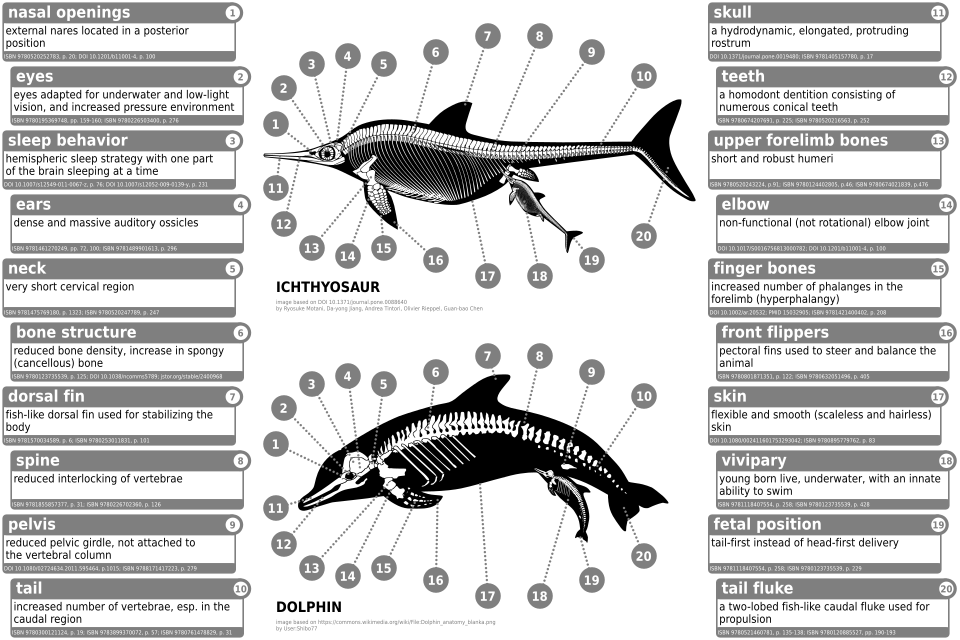 nasal openings
1
external nares located in a posterior
position
ISBN 9780520252783, p. 20; DOI 10.1201/b11001-4, p. 100
eyes
2
eyes adapted for underwater and low-light
vision, and increased pressure environment
ISBN 9780195369748, pp. 159-160; ISBN 9780226503400, p. 276
sleep behavior
3
hemispheric sleep strategy with one part
of the brain sleeping at a time
DOI 10.1007/s12549-011-0067-z, p. 76; DOI 10.1007/s12052-009-0139-y, p. 231
ears
4
dense and massive auditory ossicles
ISBN 9781461270249, pp. 72, 100; ISBN 9781489901613, p. 296
neck
5
very short cervical region
ISBN 9781475769180, p. 1323; ISBN 9780520247789, p. 247
bone structure
6
reduced bone density, increase in spongy
(cancellous) bone
ISBN 9780123735539, p. 125; DOI 10.1038/ncomms5789; jstor.org/stable/2400968
dorsal fin
7
fish-like dorsal fin used for stabilizing the
body
ISBN 9781570034589, p. 6; ISBN 9780253011831, p. 101
spine
8
reduced interlocking of vertebrae
ISBN 9781855857377, p. 31, ISBN 9780226702360, p. 126
pelvis
9
reduced pelvic girdle, not attached to
the vertebral column
DOI 10.1080/02724634.2011.595464, p.1015; ISBN 9788171417223, p. 279
tail
10
increased number of vertebrae, esp. in the
caudal region
ISBN 9780300121124, p. 19; ISBN 9783899370072, p. 57; ISBN 9780761478829, p. 31
1
2
3
4
5
6
7
8
9
10
11
12
13
14
15
16
17
18
19
20
ICHTHYOSAUR
image based on DOI 10.1371/journal.pone.0088640
by Ryosuke Motani, Da-yong Jiang, Andrea Tintori, Olivier Rieppel, Guan-bao Chen
1
2
3
4
5
6
7
8
9
10
11
12
13
14
15
16
17
18
19
20
DOLPHIN
image based on https://commons.wikimedia.org/wiki/File:Dolphin_anatomy_blanka.png
by User:Shibo77
skull
11
a hydrodynamic, elongated, protruding
rostrum
DOI 10.1371/journal.pone.0019480; ISBN 9781405157780, p. 17
teeth
12
a homodont dentition consisting of
numerous conical teeth
ISBN 9780674207691, p. 225; ISBN 9780520216563, p. 252
upper forelimb bones
13
short and robust humeri
ISBN 9780520243224, p.91; ISBN 9780124402805, p.46; ISBN 9780674021839, p.476
elbow
14
non-functional (not rotational) elbow joint
DOI 10.1017/S0016756813000782; DOI 10.1201/b11001-4, p. 100
finger bones
15
increased number of phalanges in the
forelimb (hyperphalangy)
DOI 10.1002/ar.20532; PMID 15032905; ISBN 9781421400402, p. 208
front flippers
16
pectoral fins used to steer and balance the
animal
ISBN 9780001871351, p. 122; ISBN 9780632051496, p. 405
skin
17
flexible and smooth (scaleless and hairless)
skin
DOI 10.1080/002411601753293042; ISBN 9780895779762, p. 83
vivipary
18
young born live, underwater, with an innate
ability to swim
ISBN 9781118407554, p. 258; ISBN 9780123735539, p. 428
fetal position
19
tail-first instead of head-first delivery
ISBN 9781118407554, p. 258; ISBN 9780123735539, p. 229
tail fluke
20
a two-lobed fish-like caudal fluke used for
propulsion
ISBN 9780521460781, p. 135-138; ISBN 9780120885527, pp. 190-193